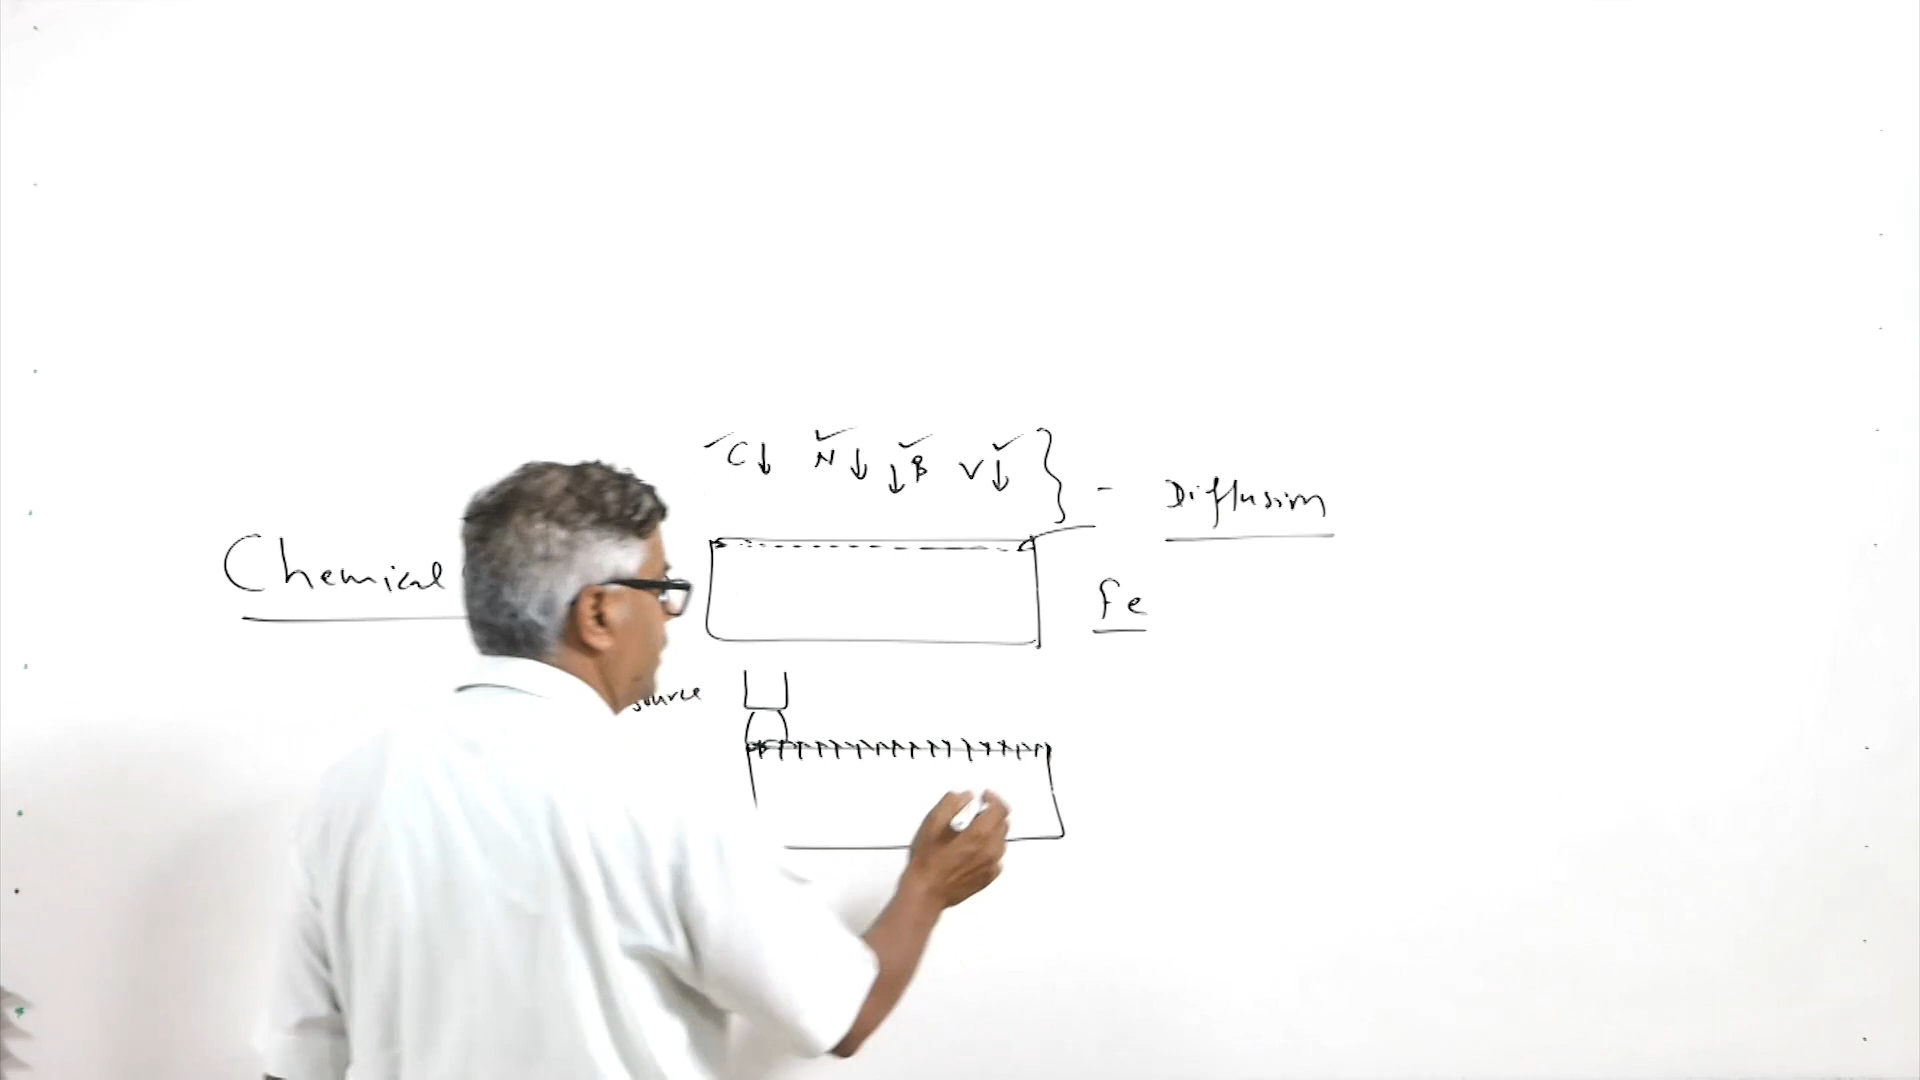 C↓ N↓ ↓B V↓ } - Diffusion
Chemical
Fe
source